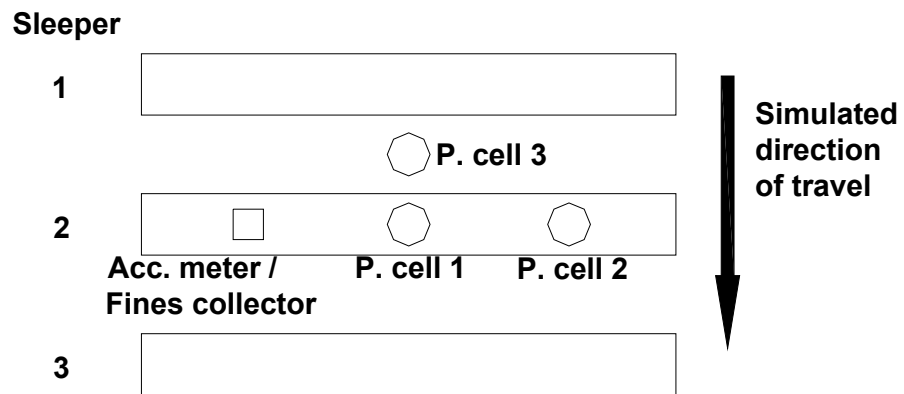 Sleeper
1
P. cell 3
Simulated
direction
of travel
2
Acc. meter /
Fines collector
P. cell 1
P. cell 2
3